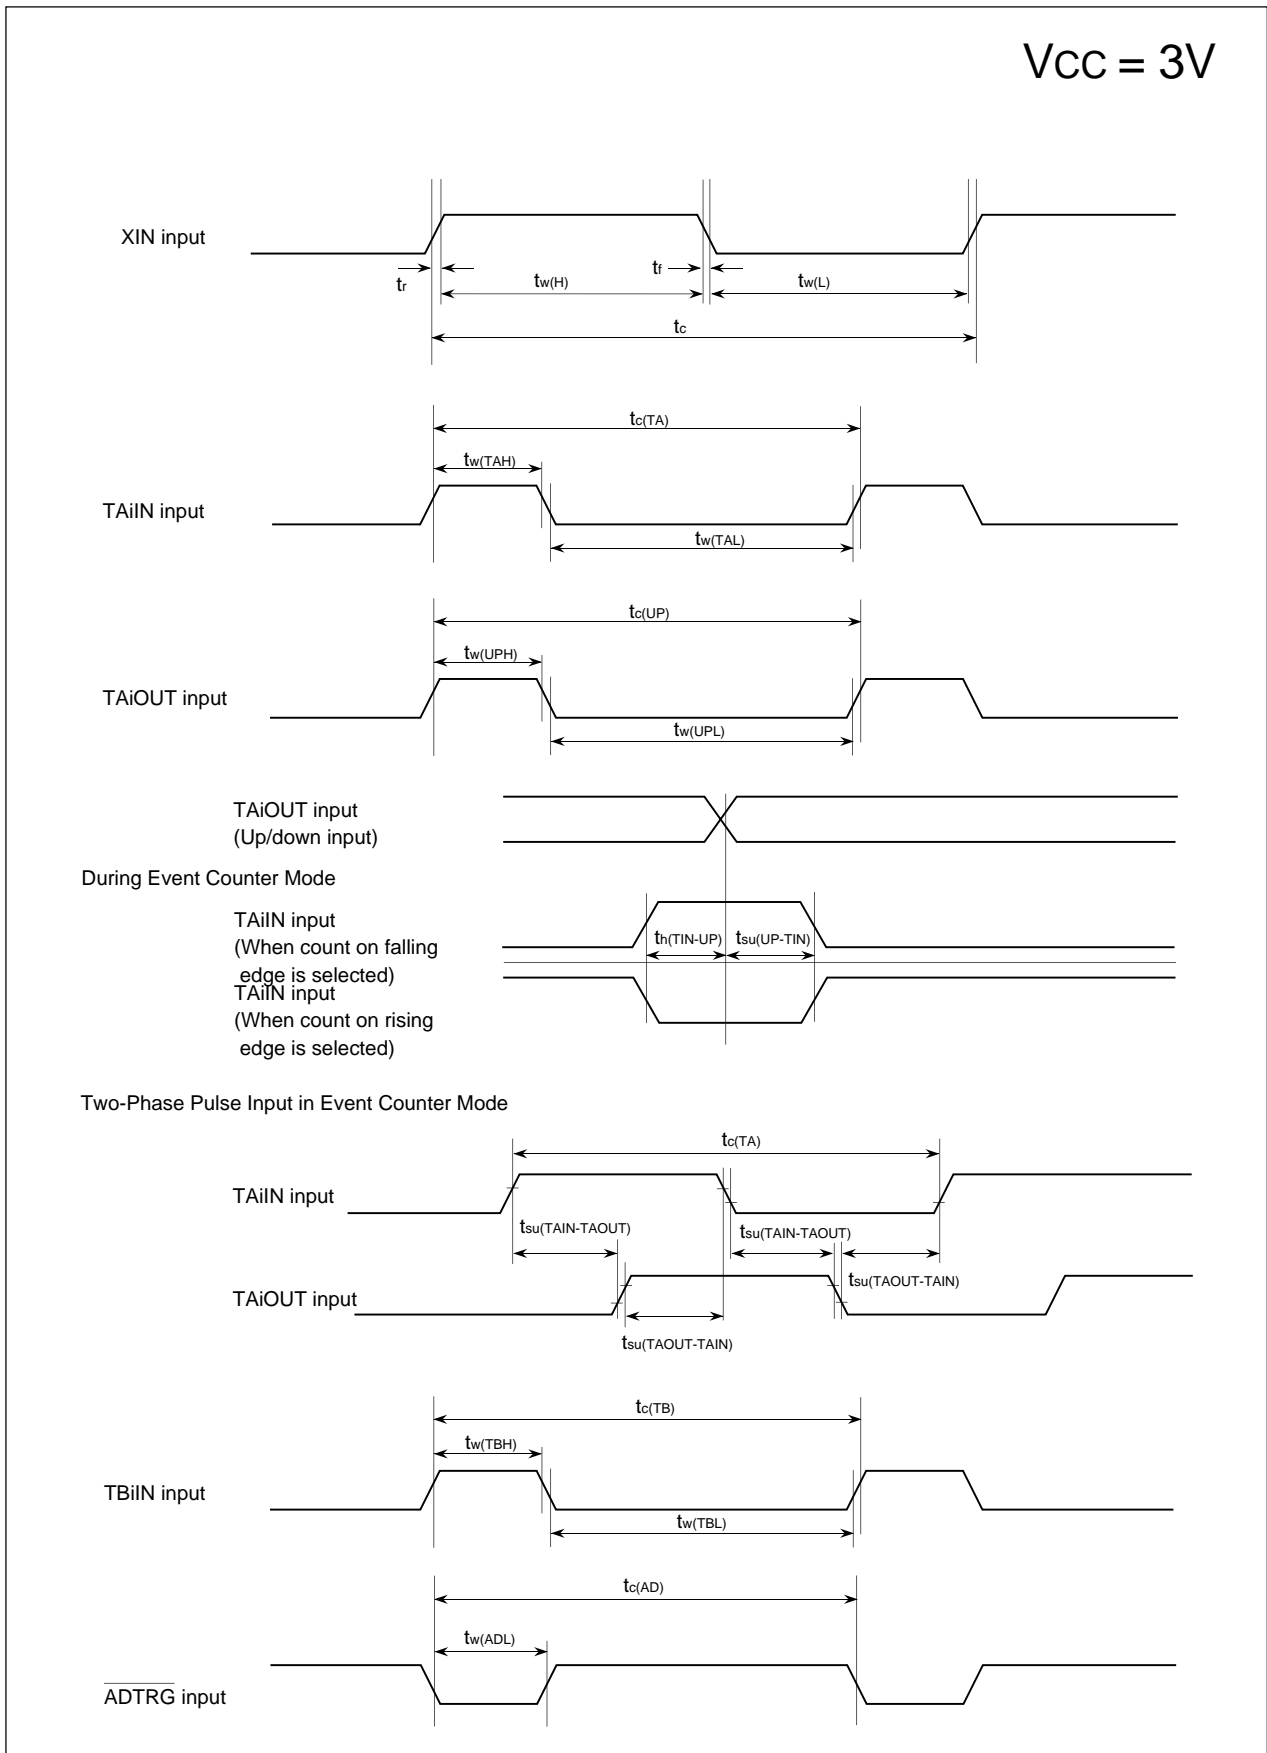 VCC = 3V
XIN input
tr
tw(H)
tf
tw(L)
tc
tc(TA)
tw(TAH)
TAiIN input
tw(TAL)
tc(UP)
tw(UPH)
TAiOUT input
tw(UPL)
TAiOUT input
(Up/down input)
During Event Counter Mode
TAiIN input
(When count on falling
edge is selected)
th(TIN-UP)
tsu(UP-TIN)
TAiIN input
(When count on rising
edge is selected)
Two-Phase Pulse Input in Event Counter Mode
tc(TA)
TAiIN input
tsu(TAIN-TAOUT)
tsu(TAIN-TAOUT)
tsu(TAOUT-TAIN)
TAiOUT input
tsu(TAOUT-TAIN)
tc(TB)
tw(TBH)
TBiIN input
tw(TBL)
tc(AD)
tw(ADL)
ADTRG input